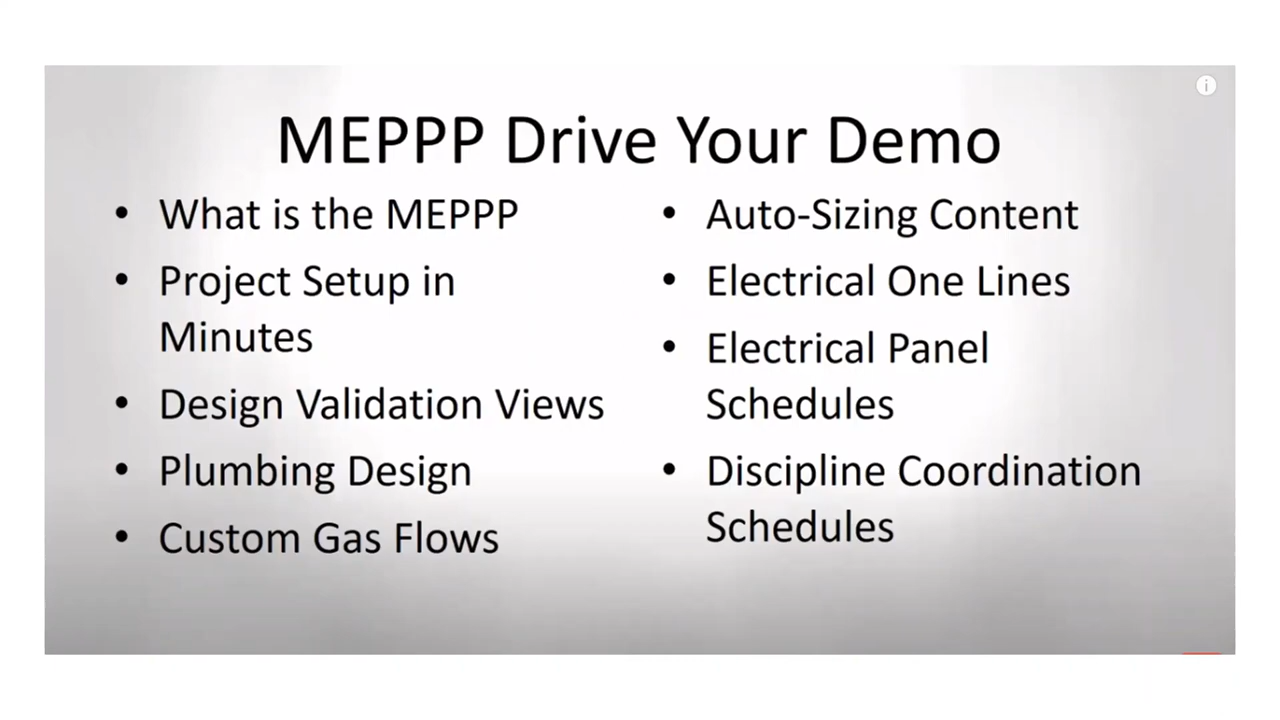 MEPPP Drive Your Demo
• What is the MEPPP
• Project Setup in
Minutes
• Design Validation Views
• Plumbing Design
• Custom Gas Flows
• Auto-Sizing Content
• Electrical One Lines
• Electrical Panel
Schedules
• Discipline Coordination
Schedules